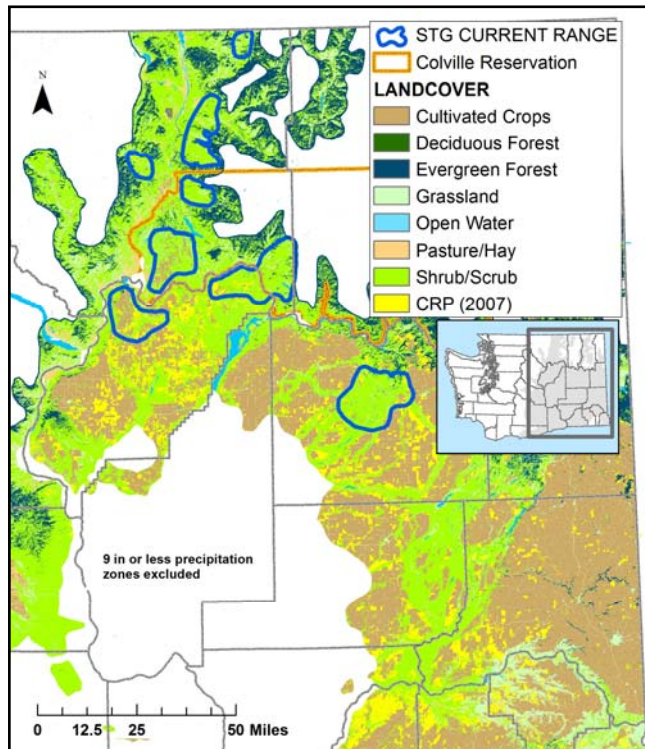 STG CURRENT RANGE
Colville Reservation
LANDCOVER
Cultivated Crops
Deciduous Forest
Evergreen Forest
Grassland
Open Water
Pasture/Hay
Shrub/Scrub
CRP (2007)
N
9 in or less precipitation
zones excluded
0 12.5 25 50 Miles